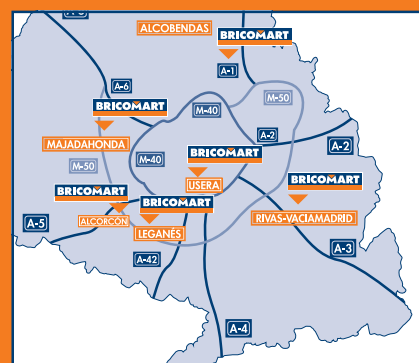 ALCOBENDAS
BRICOMART
A-6
A-1
M-50
BRICOMART
M-40
A-2
A-2
MAJADAHONDA
BRICOMART
M-40
M-50
USERA
BRICOMART
BRICOMART
BRICOMART
ALCORCÓN
RIVAS-VACIAMADRID
A-5
LEGANÉS
A-3
A-42
A-4